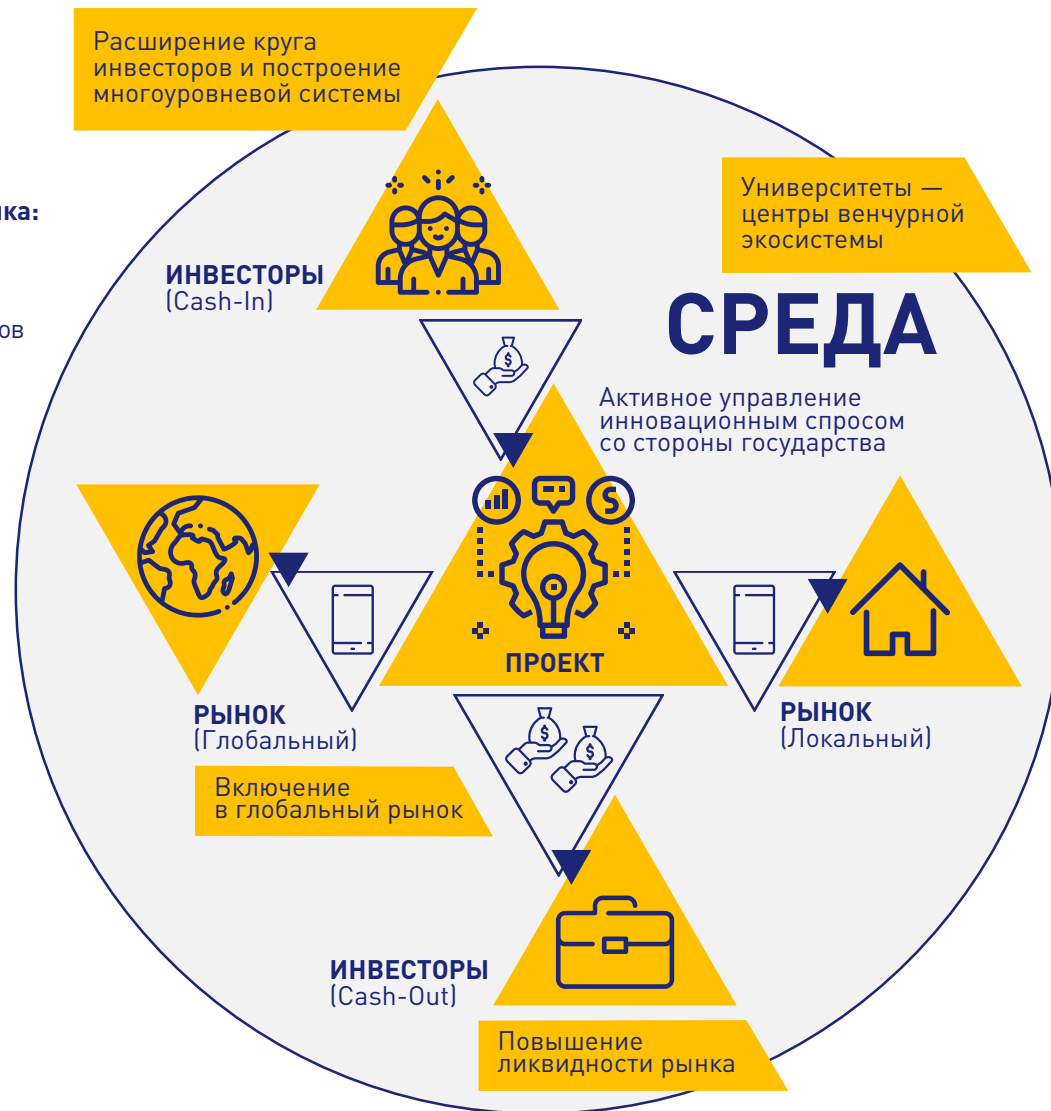 Расширение круга
инвесторов и построение
многоуровневой системы
Университеты —
центры венчурной
экосистемы
ИНВЕСТОРЫ
(Cash-In)
СРЕДА
Активное управление
инновационным спросом
со стороны государства
ПРОЕКТ
РЫНОК
(Глобальный)
РЫНОК
(Локальный)
Включение
в глобальный рынок
ИНВЕСТОРЫ
(Cash-Out)
Повышение
ликвидности рынка